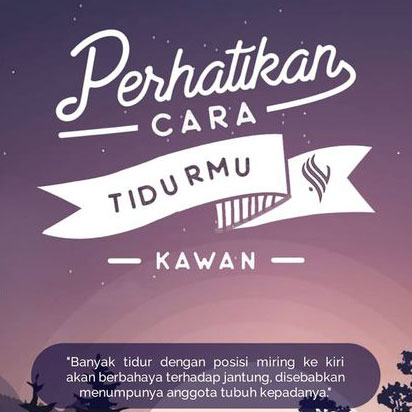 Perhatikan
CARA
TIDURMU
KAWAN
"Banyak tidur dengan posisi miring ke kiri
akan berbahaya terhadap jantung, disebabkan
menumpunya anggota tubuh kepadanya."